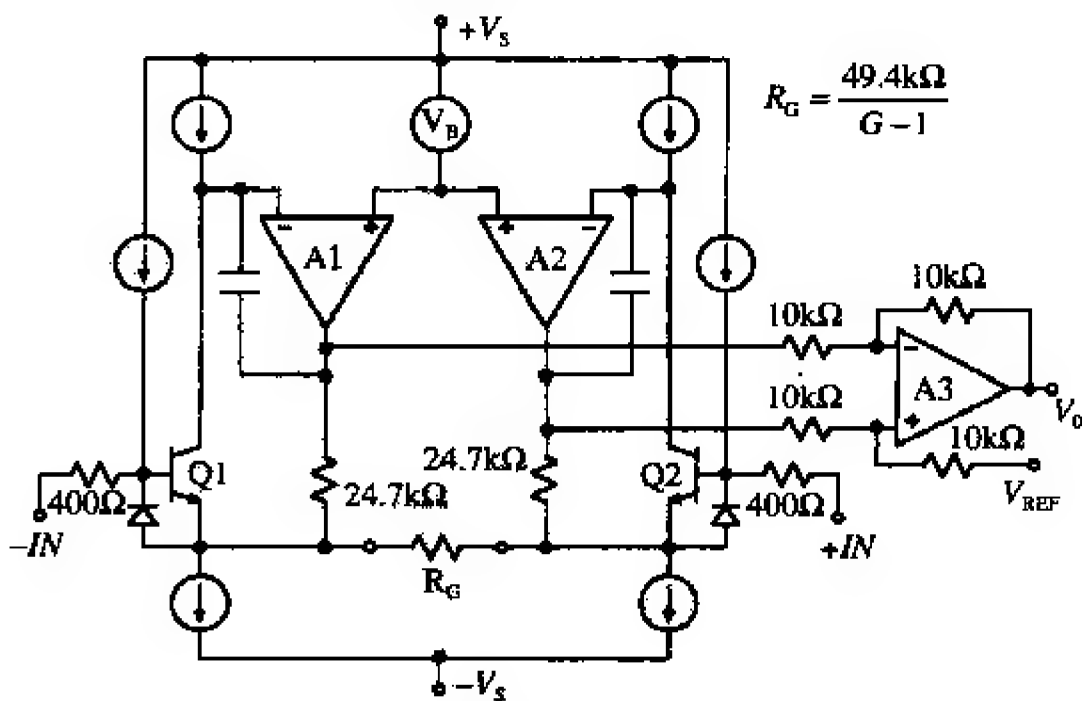 +V_S
R_G = 49.4kΩ / G − 1
V_B
− +
+ −
A1
A2
10kΩ
10kΩ
−
A3
+
V_0
10kΩ
10kΩ
V_REF
Q1
400Ω
−IN
24.7kΩ
24.7kΩ
Q2
400Ω
+IN
R_G
−V_S